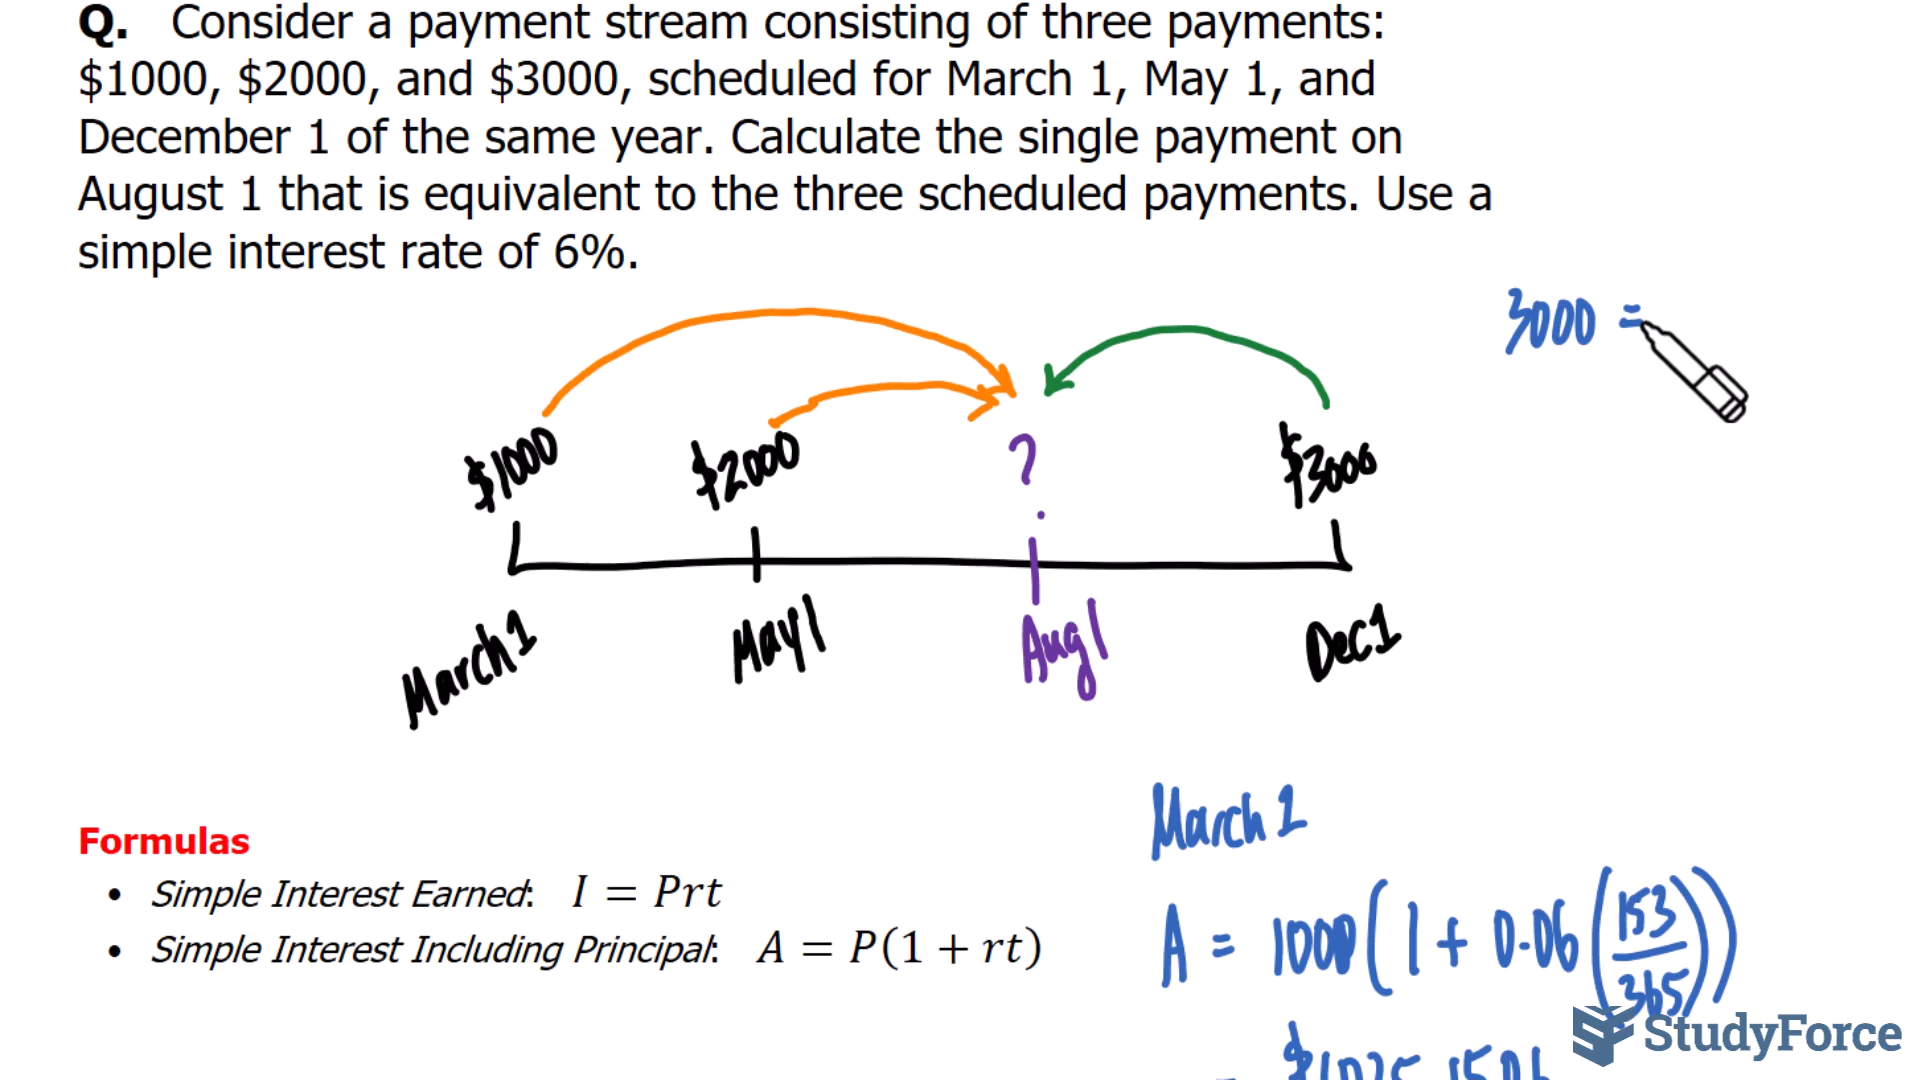 Q. Consider a payment stream consisting of three payments:
$1000, $2000, and $3000, scheduled for March 1, May 1, and
December 1 of the same year. Calculate the single payment on
August 1 that is equivalent to the three scheduled payments. Use a
simple interest rate of 6%.
3000 =
$1000 $2000 ? $3000
March 1 May 1 Aug 1 Dec 1
Formulas
• Simple Interest Earned: I = Prt
• Simple Interest Including Principal: A = P(1 + rt)
March 1
A = 1000(1 + 0.06(153/365))
StudyForce
= $1025.1506